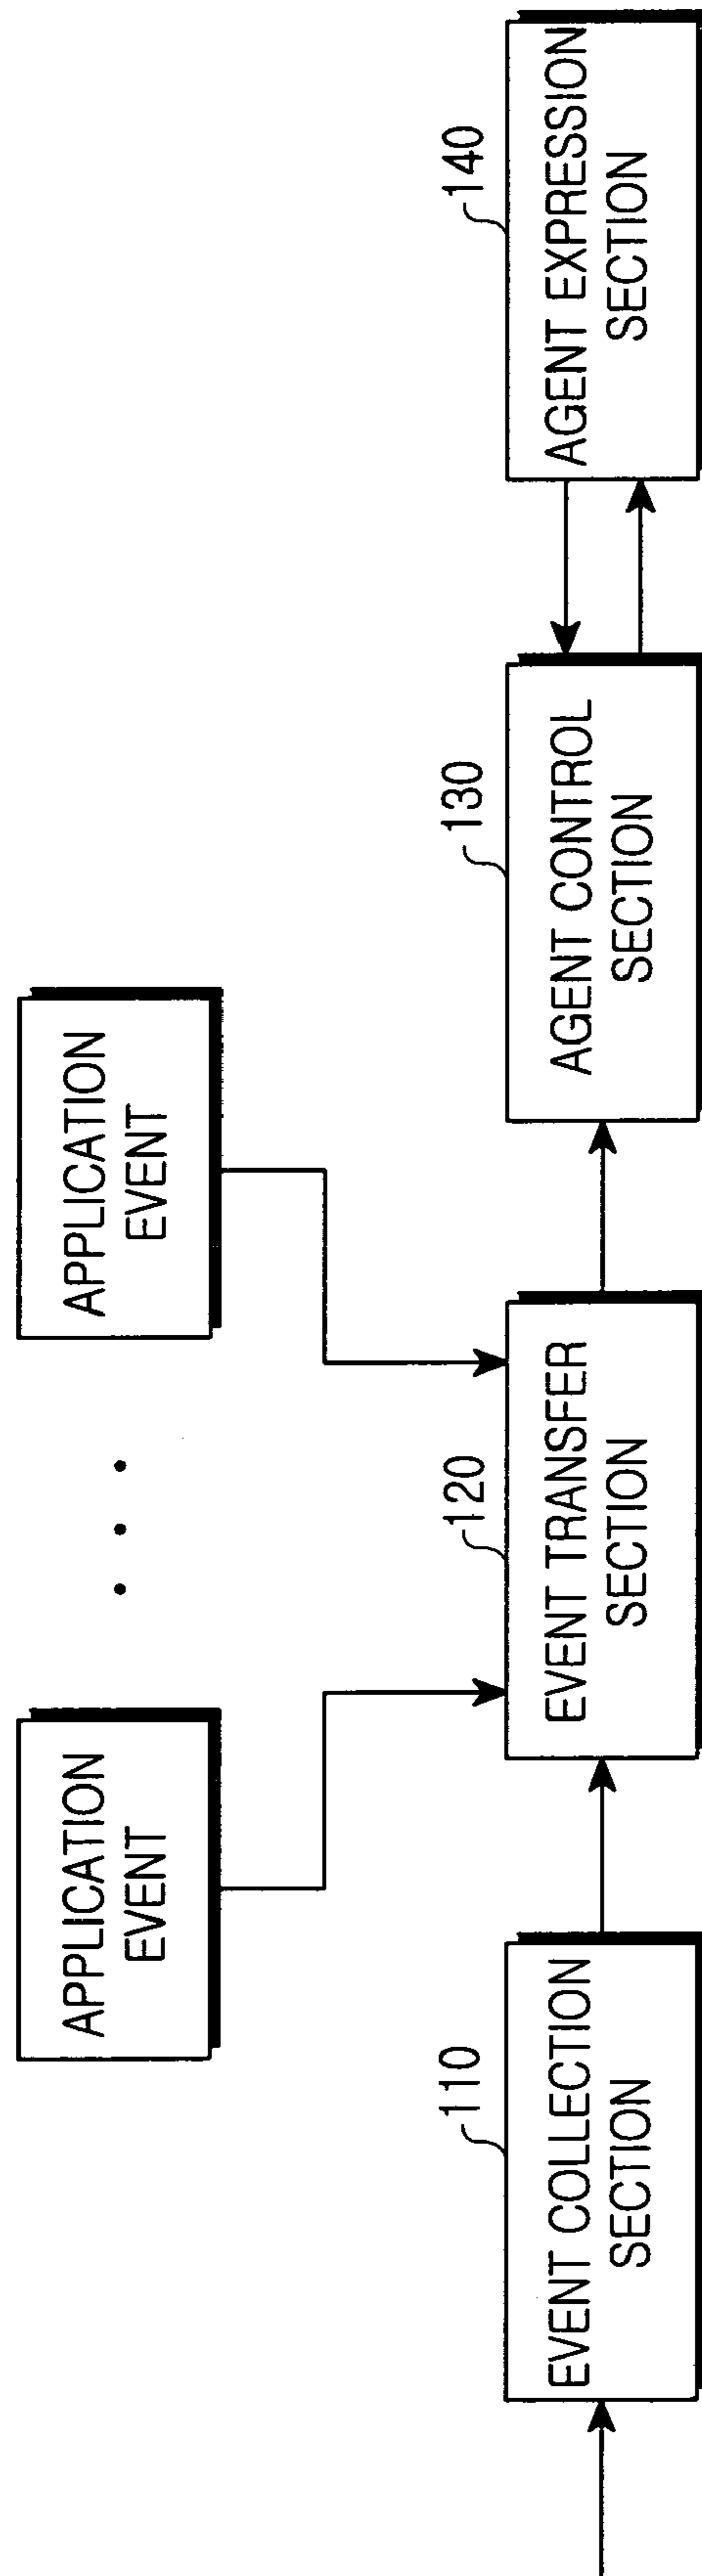 APPLICATION
EVENT
• • •
APPLICATION
EVENT
110
EVENT COLLECTION
SECTION
120
EVENT TRANSFER
SECTION
130
AGENT CONTROL
SECTION
140
AGENT EXPRESSION
SECTION